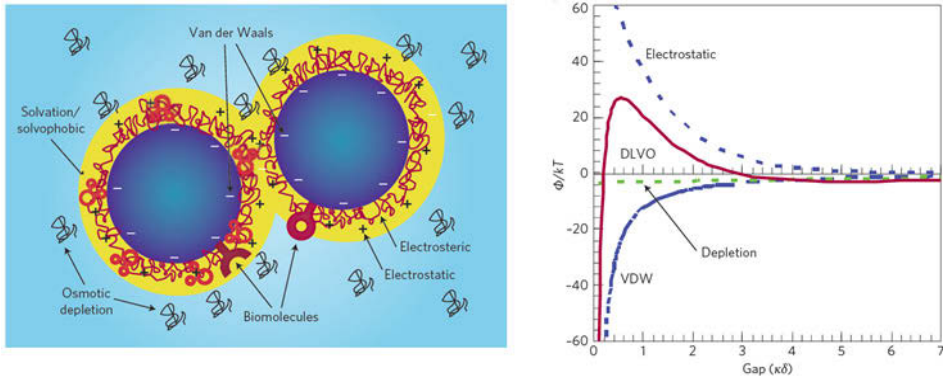 Van der Waals
Solvation/
solvophobic
Electrosteric
Electrostatic
Osmotic
depletion
Biomolecules
60
40
20
0
−20
−40
−60
Φ/kT
Electrostatic
DLVO
Depletion
VDW
0 1 2 3 4 5 6 7
Gap (κδ)